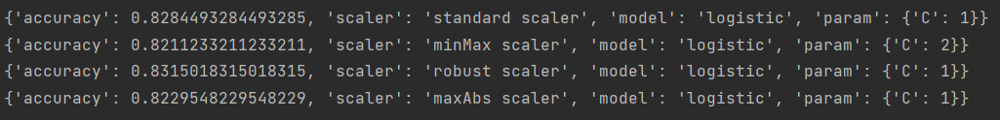 {'accuracy': 0.8284493284493285, 'scaler': 'standard scaler', 'model': 'logistic', 'param': {'C': 1}}
{'accuracy': 0.8211233211233211, 'scaler': 'minMax scaler', 'model': 'logistic', 'param': {'C': 2}}
{'accuracy': 0.8315018315018315, 'scaler': 'robust scaler', 'model': 'logistic', 'param': {'C': 1}}
{'accuracy': 0.8229548229548229, 'scaler': 'maxAbs scaler', 'model': 'logistic', 'param': {'C': 1}}